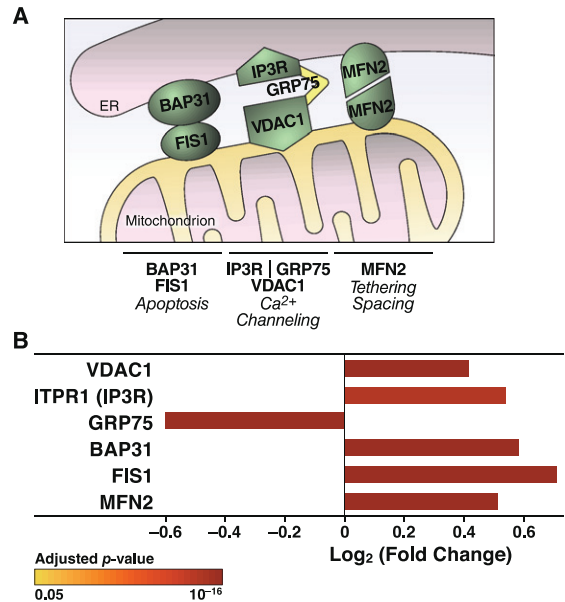 A
ER
BAP31
FIS1
IP3R
GRP75
VDAC1
MFN2
MFN2
Mitochondrion
BAP31
FIS1
Apoptosis
IP3R | GRP75
VDAC1
Ca²⁺
Channeling
MFN2
Tethering
Spacing
B
VDAC1
ITPR1 (IP3R)
GRP75
BAP31
FIS1
MFN2
−0.6 −0.4 −0.2 0 0.2 0.4 0.6
Log₂ (Fold Change)
Adjusted p-value
0.05 10⁻¹⁶